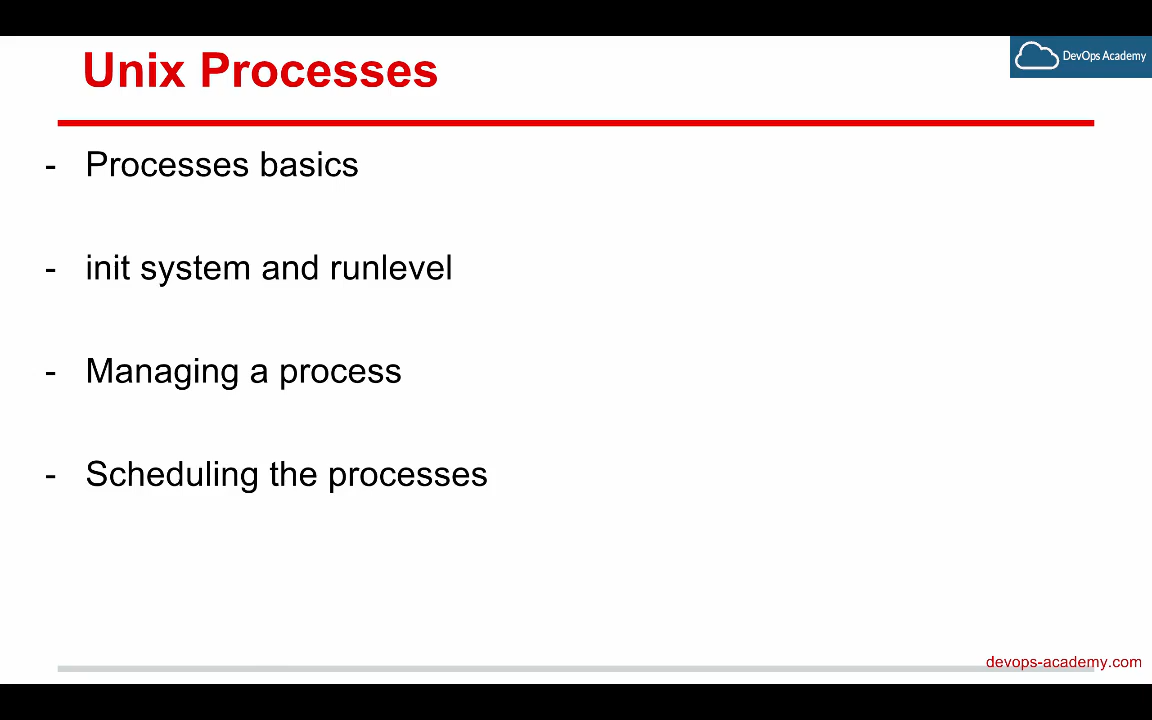 Unix Processes
DevOps Academy
- Processes basics
- init system and runlevel
- Managing a process
- Scheduling the processes
devops-academy.com